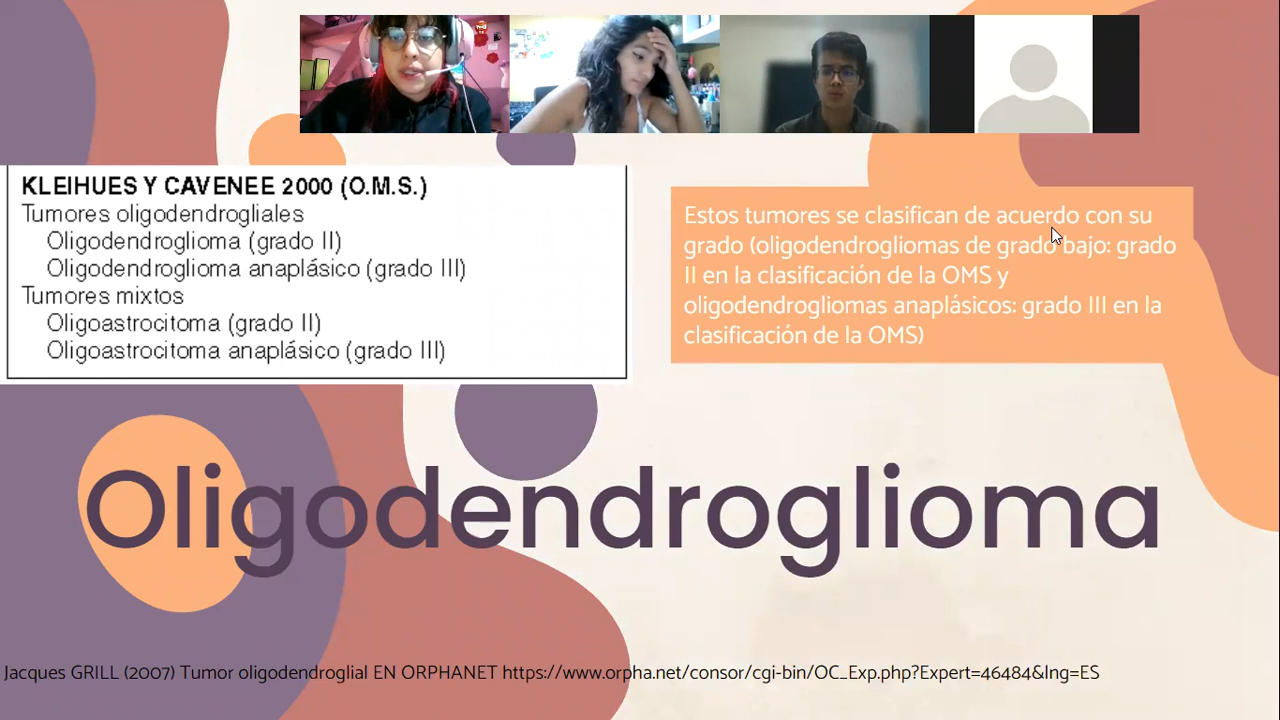 KLEIHUES Y CAVENEE 2000 (O.M.S.)
Tumores oligodendrogliales
Oligodendroglioma (grado II)
Oligodendroglioma anaplásico (grado III)
Tumores mixtos
Oligoastrocitoma (grado II)
Oligoastrocitoma anaplásico (grado III)
Estos tumores se clasifican de acuerdo con su
grado (oligodendrogliomas de grado bajo: grado
II en la clasificación de la OMS y
oligodendrogliomas anaplásicos: grado III en la
clasificación de la OMS)
Oligodendroglioma
Jacques GRILL (2007) Tumor oligodendroglial EN ORPHANET https://www.orpha.net/consor/cgi-bin/OC_Exp.php?Expert=46484&lng=ES